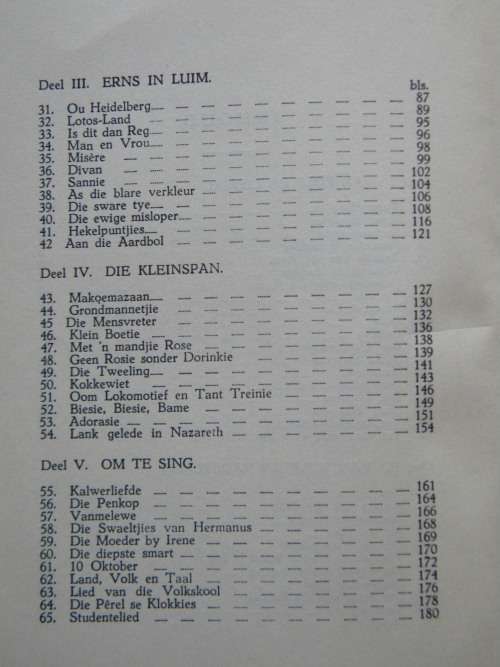 Deel III. ERNS IN LUIM.
bls.
31. Ou Heidelberg 87
32. Lotos-Land 89
33. Is dit dan Reg 95
34. Man en Vrou 96
35. Misère 98
36. Divan 99
37. Sannie 102
38. As die blare verkleur 104
39. Die sware tye 106
40. Die ewige misloper 108
41. Hekelpuntjies 116
42 Aan die Aardbol 121
Deel IV. DIE KLEINSPAN.
43. Makoemazaan 127
44. Grondmannetjie 130
45 Die Mensvreter 132
46. Klein Boetie 136
47. Met 'n mandjie Rose 138
48. Geen Rosie sonder Dorinkie 139
49. Die Tweeling 141
50. Kokkewiet 143
51. Oom Lokomotief en Tant Treinie 146
52. Biesie, Biesie, Bame 149
53. Adorasie 151
54. Lank gelede in Nazareth 154
Deel V. OM TE SING.
55. Kalwerliefde 161
56. Die Penkop 164
57. Vanmelewe 166
58. Die Swaeltjies van Hermanus 168
59. Die Moeder by Irene 169
60. Die diepste smart 170
61. 10 Oktober 172
62. Land, Volk en Taal 174
63. Lied van die Volkskool 176
64. Die Pêrel se Klokkies 178
65. Studentelied 180